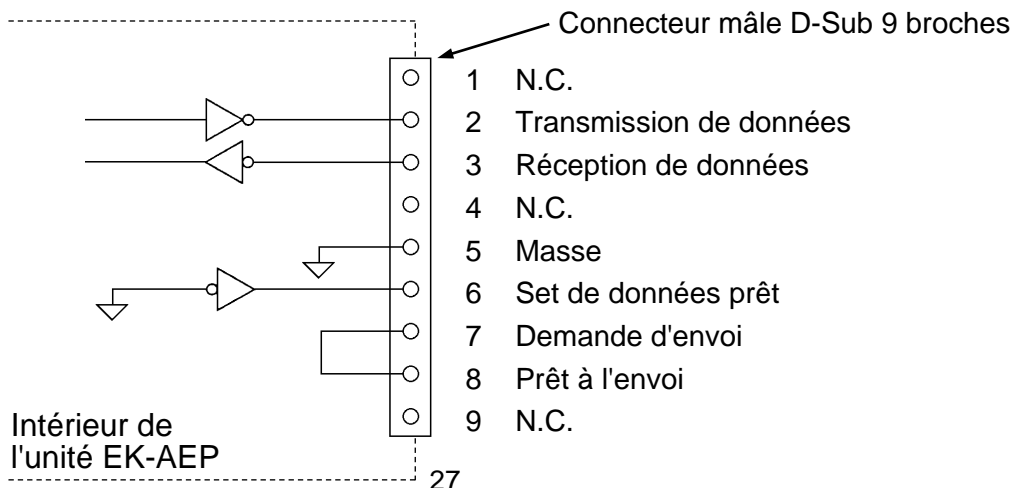 Connecteur mâle D-Sub 9 broches
1 N.C.
2 Transmission de données
3 Réception de données
4 N.C.
5 Masse
6 Set de données prêt
7 Demande d'envoi
8 Prêt à l'envoi
9 N.C.
Intérieur de
l'unité EK-AEP
27